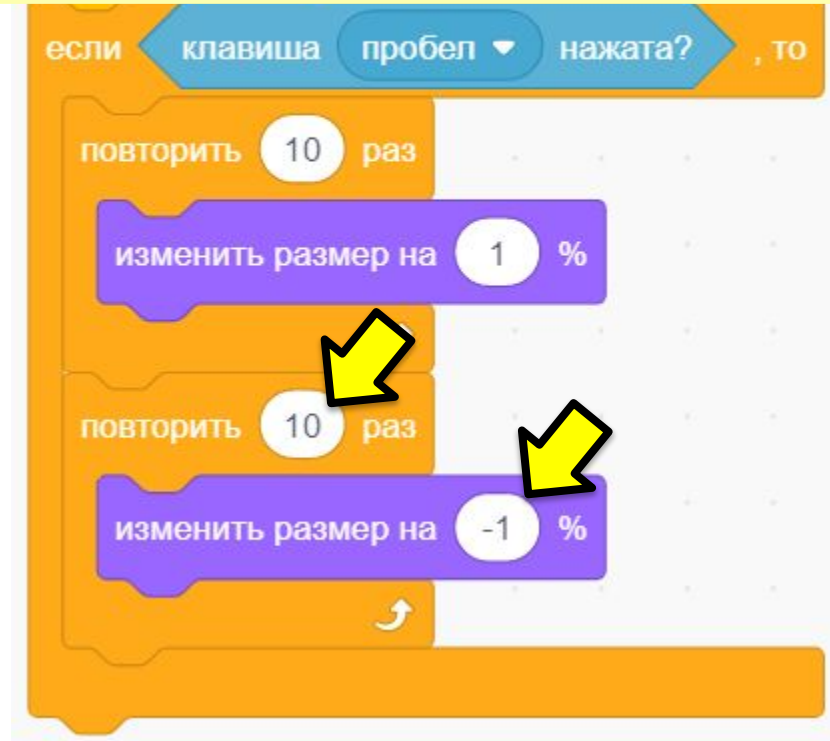 если клавиша пробел нажата? , то
повторить 10 раз
изменить размер на 1 %
повторить 10 раз
изменить размер на -1 %